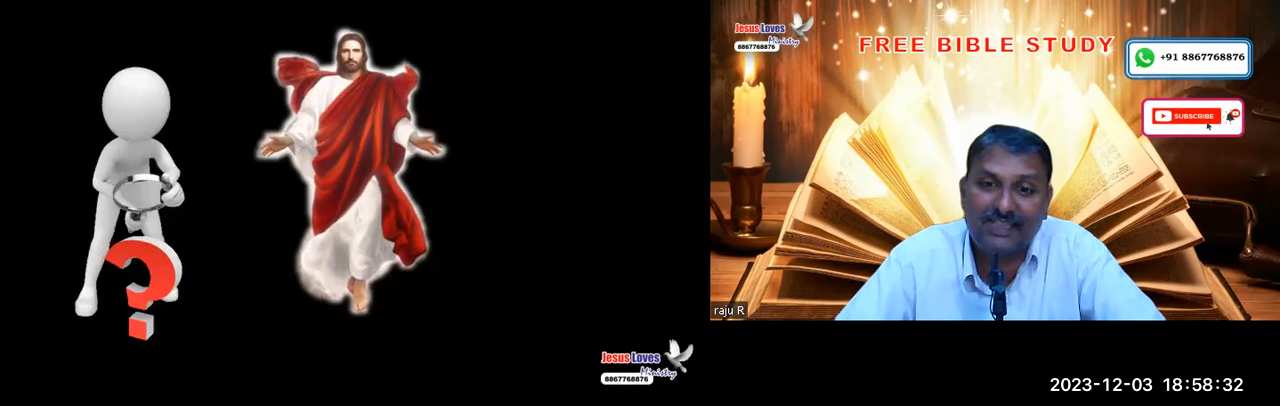 Jesus Loves
Ministry
8867768876
FREE BIBLE STUDY
+91 8867768876
SUBSCRIBE
raju R
Jesus Loves
Ministry
8867768876
2023-12-03 18:58:32